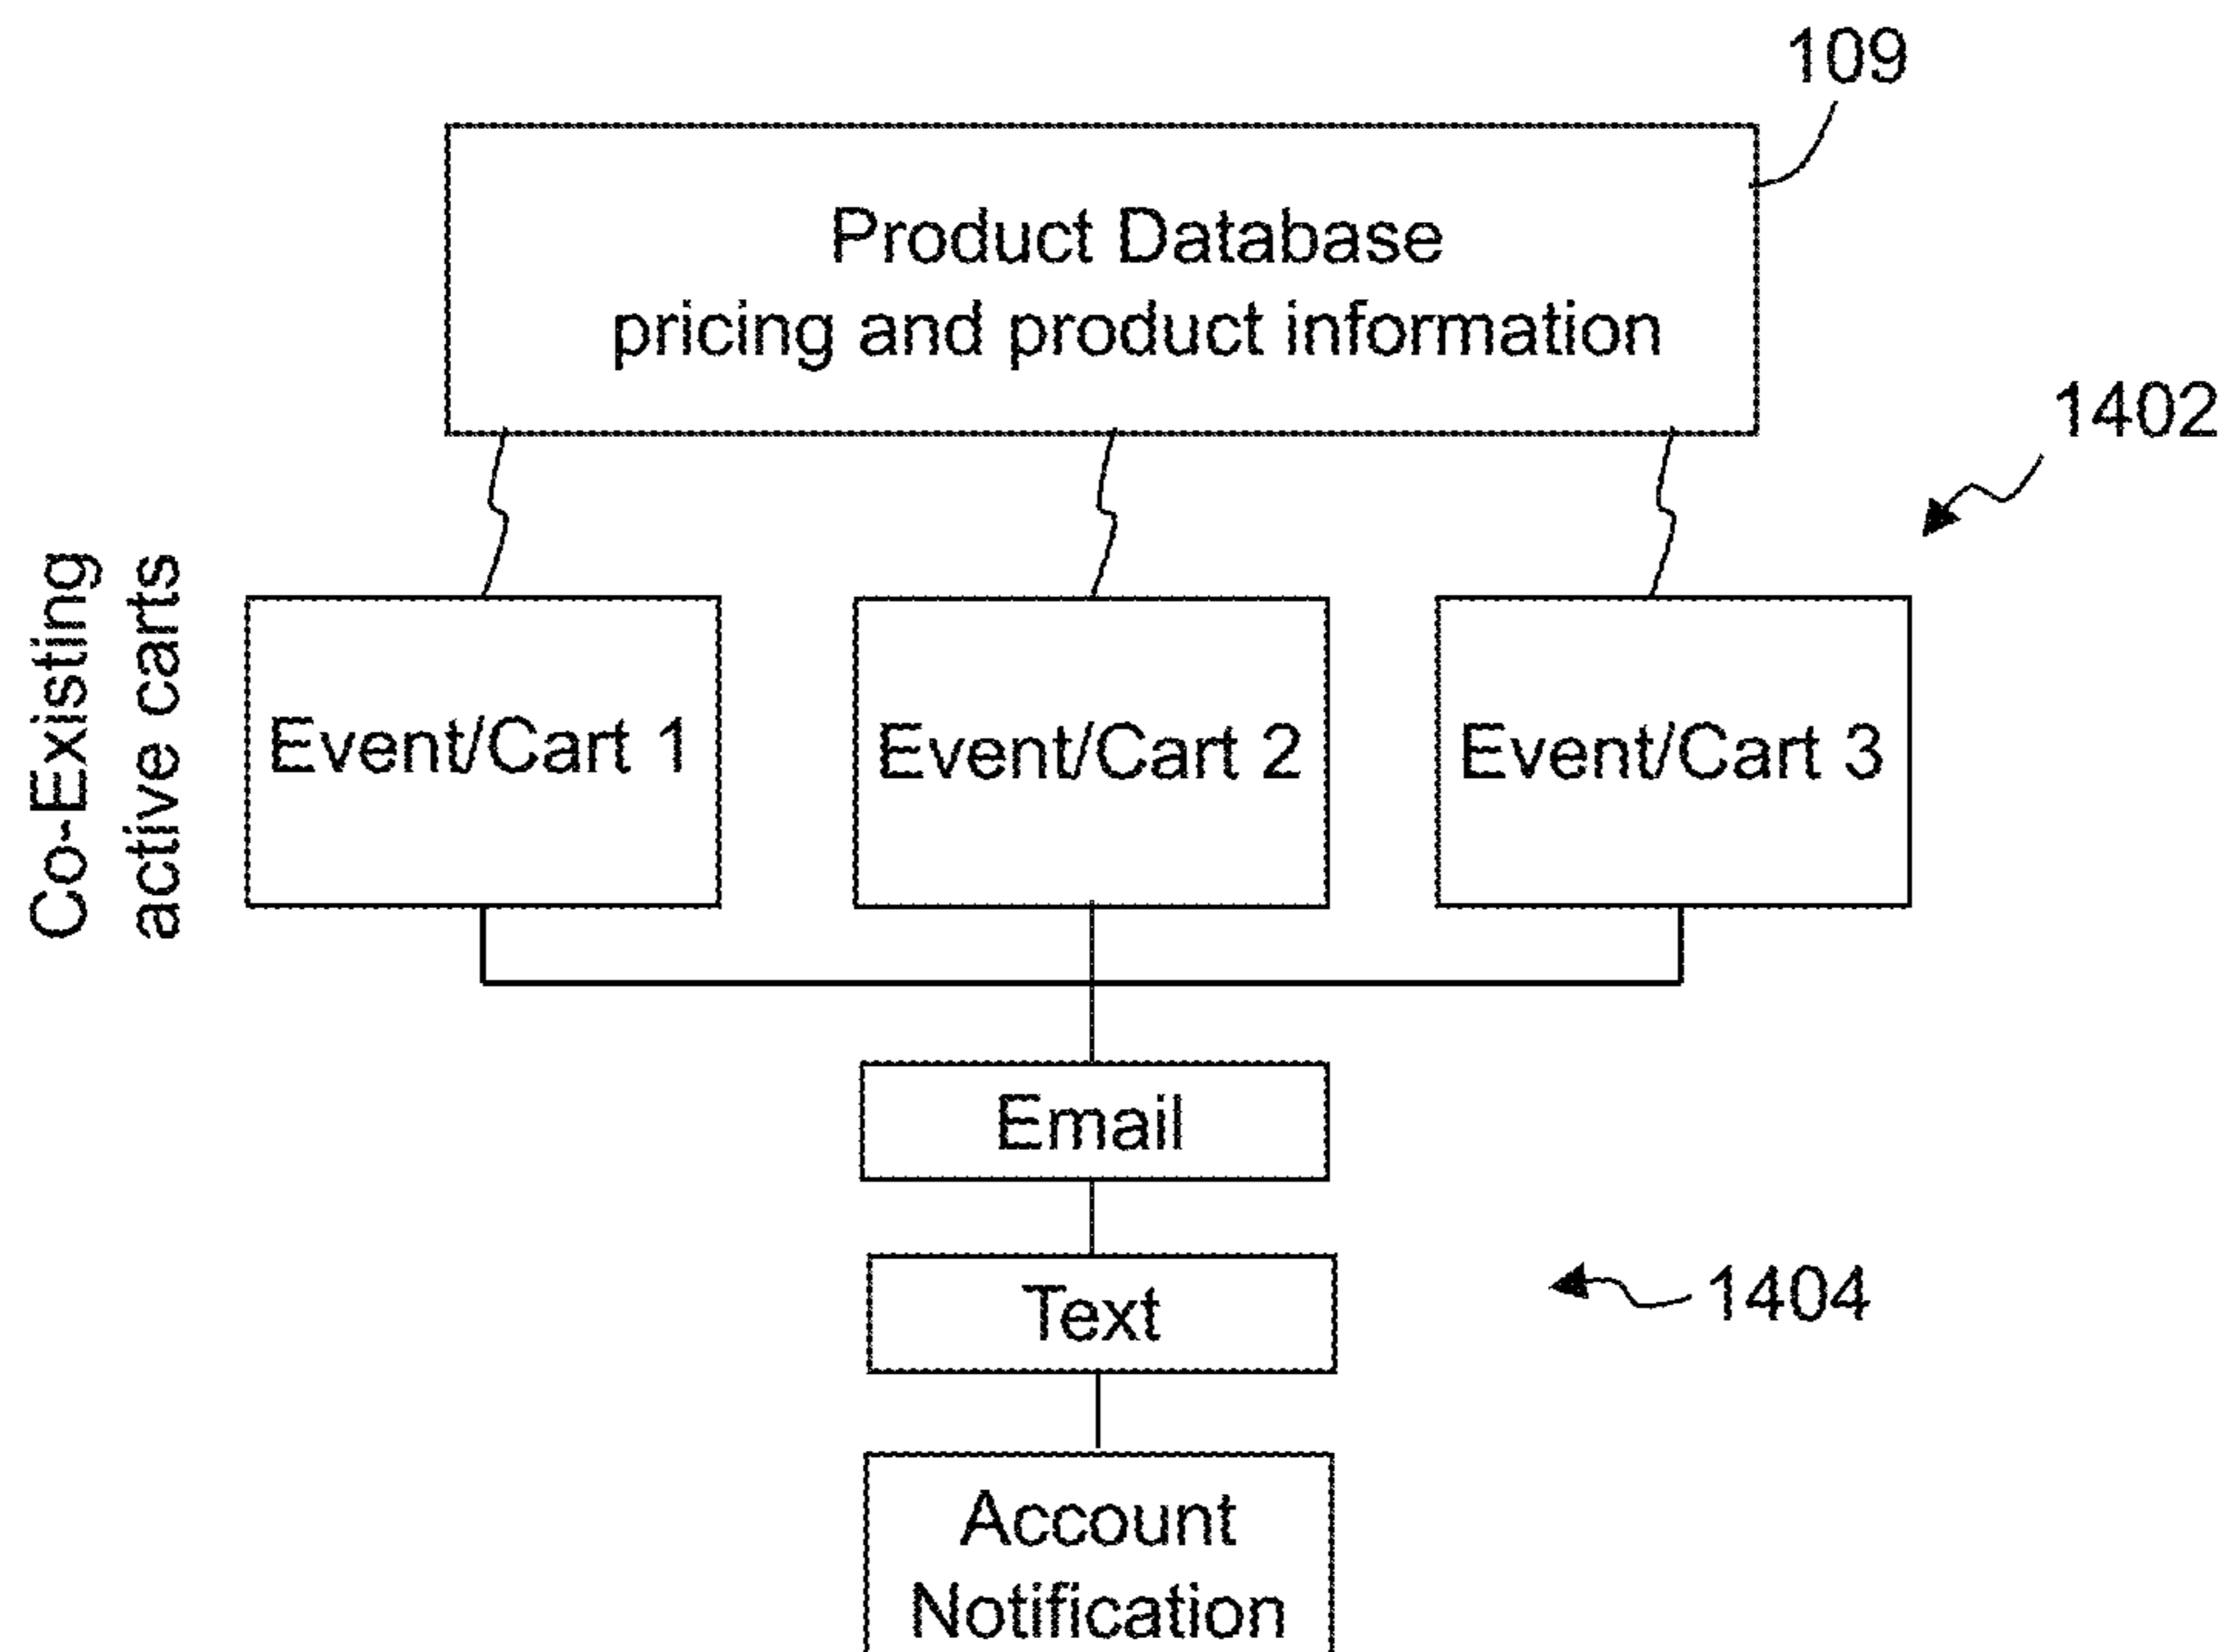 109
Product Database
pricing and product information
1402
Co-Existing
active carts
Event/Cart 1
Event/Cart 2
Event/Cart 3
Email
Text
1404
Account
Notification